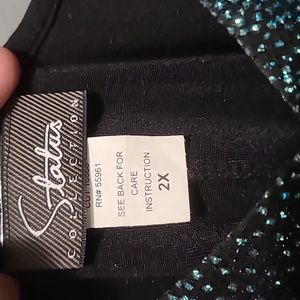 Status
COLLECTION
RN# 55961
SEE BACK FOR
CARE
INSTRUCTION
2X